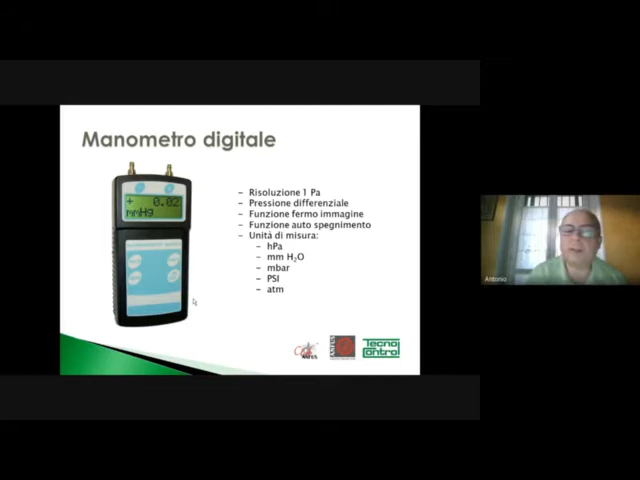 Manometro digitale
+ 0.02
mmHg
- Risoluzione 1 Pa
- Pressione differenziale
- Funzione fermo immagine
- Funzione auto spegnimento
- Unità di misura:
- hPa
- mm H₂O
- mbar
- PSI
- atm
Tecno
Control
Antonio